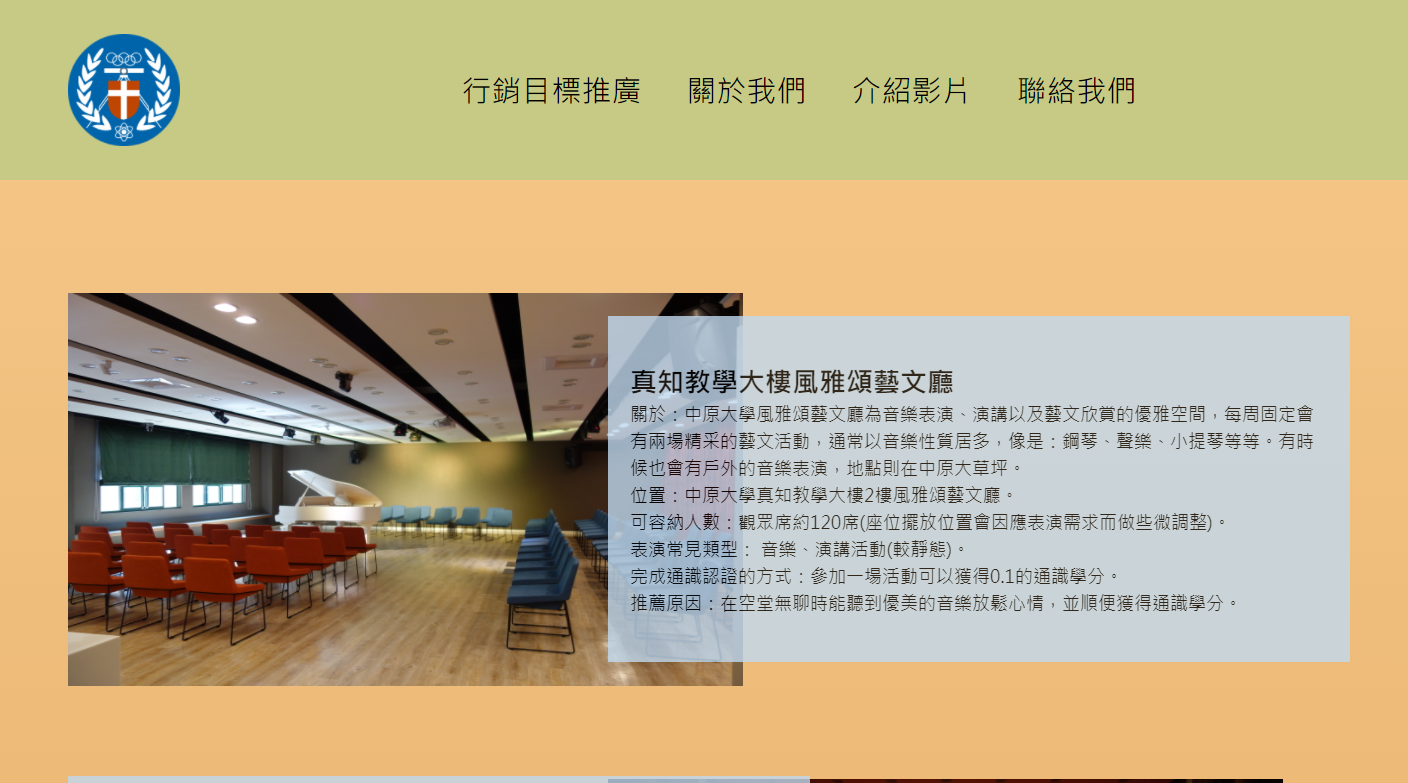 行銷目標推廣 關於我們 介紹影片 聯絡我們
真知教學大樓風雅頌藝文廳
關於：中原大學風雅頌藝文廳為音樂表演、演講以及藝文欣賞的優雅空間，每周固定會
有兩場精采的藝文活動，通常以音樂性質居多，像是：鋼琴、聲樂、小提琴等等。有時
候也會有戶外的音樂表演，地點則在中原大草坪。
位置：中原大學真知教學大樓2樓風雅頌藝文廳。
可容納人數：觀眾席約120席(座位擺放位置會因應表演需求而做些微調整)。
表演常見類型： 音樂、演講活動(較靜態)。
完成通識認證的方式：參加一場活動可以獲得0.1的通識學分。
推薦原因：在空堂無聊時能聽到優美的音樂放鬆心情，並順便獲得通識學分。